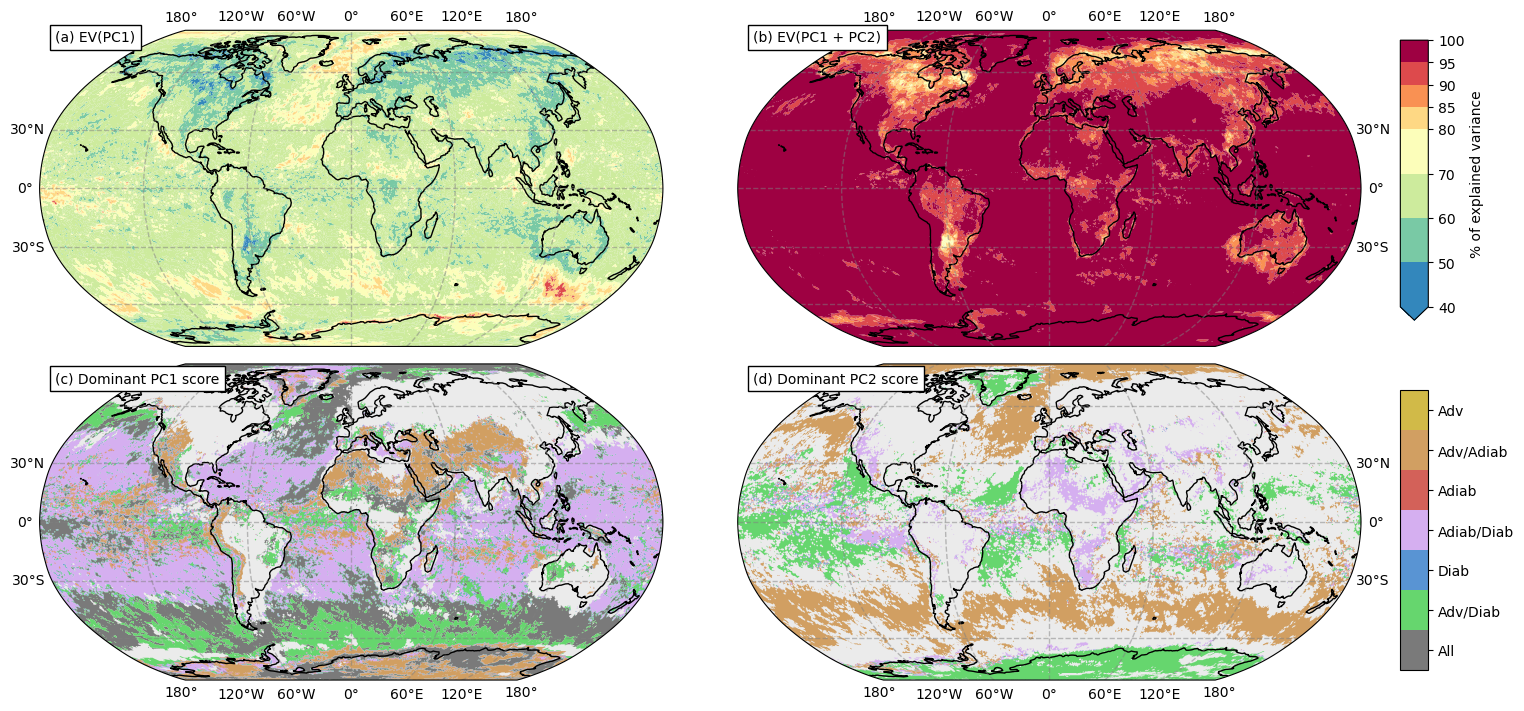 180° 120°W 60°W 0° 60°E 120°E 180°
180° 120°W 60°W 0° 60°E 120°E 180°
(a) EV(PC1)
(b) EV(PC1 + PC2)
30°N
0°
30°S
30°N
0°
30°S
100
95
90
85
80
70
60
50
40
% of explained variance
(c) Dominant PC1 score
(d) Dominant PC2 score
30°N
0°
30°S
30°N
0°
30°S
Adv
Adv/Adiab
Adiab
Adiab/Diab
Diab
Adv/Diab
All
180° 120°W 60°W 0° 60°E 120°E 180°
180° 120°W 60°W 0° 60°E 120°E 180°